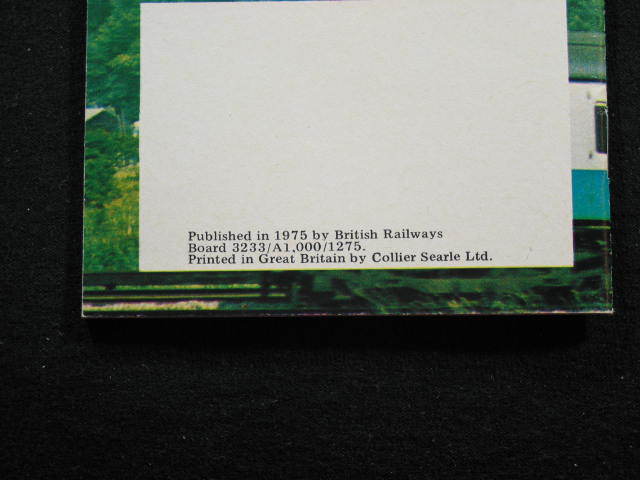 Published in 1975 by British Railways
Board 3233/A1,000/1275.
Printed in Great Britain by Collier Searle Ltd.